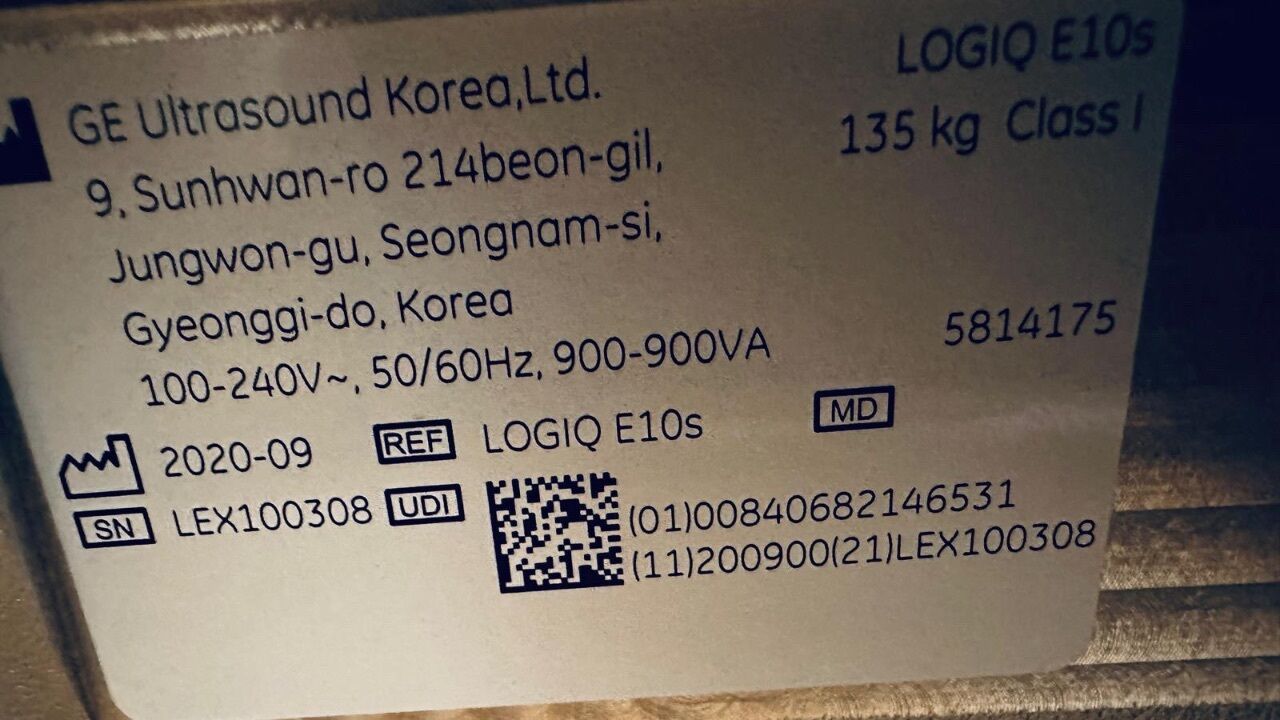 GE Ultrasound Korea,Ltd.
9, Sunhwan-ro 214beon-gil,
Jungwon-gu, Seongnam-si,
Gyeonggi-do, Korea
100-240V~, 50/60Hz, 900-900VA
LOGIQ E10s
135 kg Class I
5814175
2020-09 REF LOGIQ E10s MD
SN LEX100308 UDI
(01)00840682146531
(11)200900(21)LEX100308